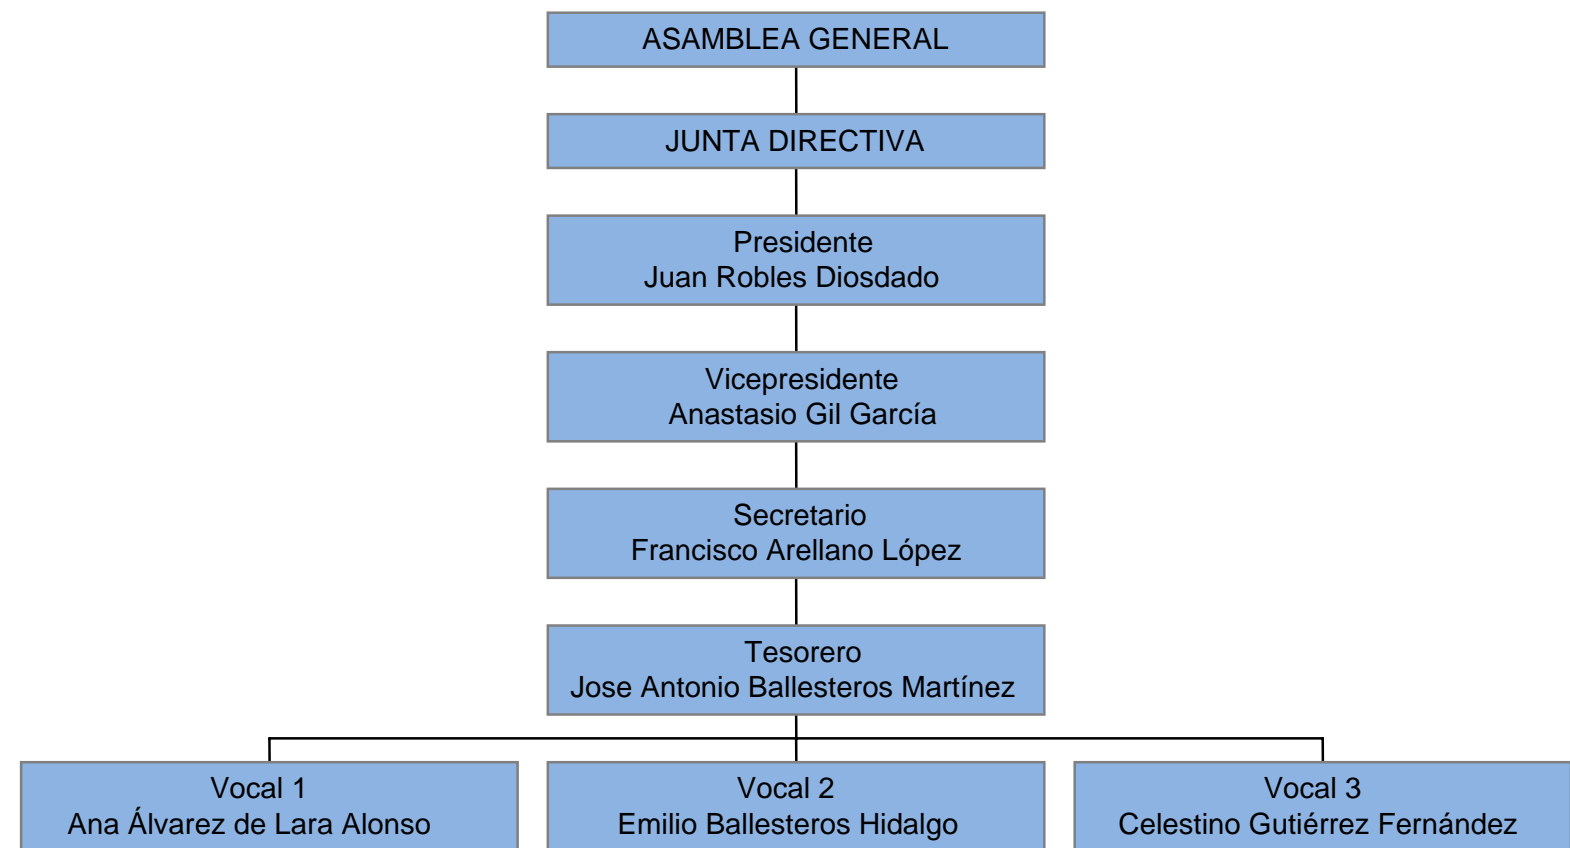 ASAMBLEA GENERAL
JUNTA DIRECTIVA
Presidente
Juan Robles Diosdado
Vicepresidente
Anastasio Gil García
Secretario
Francisco Arellano López
Tesorero
Jose Antonio Ballesteros Martínez
Vocal 1
Ana Álvarez de Lara Alonso
Vocal 2
Emilio Ballesteros Hidalgo
Vocal 3
Celestino Gutiérrez Fernández